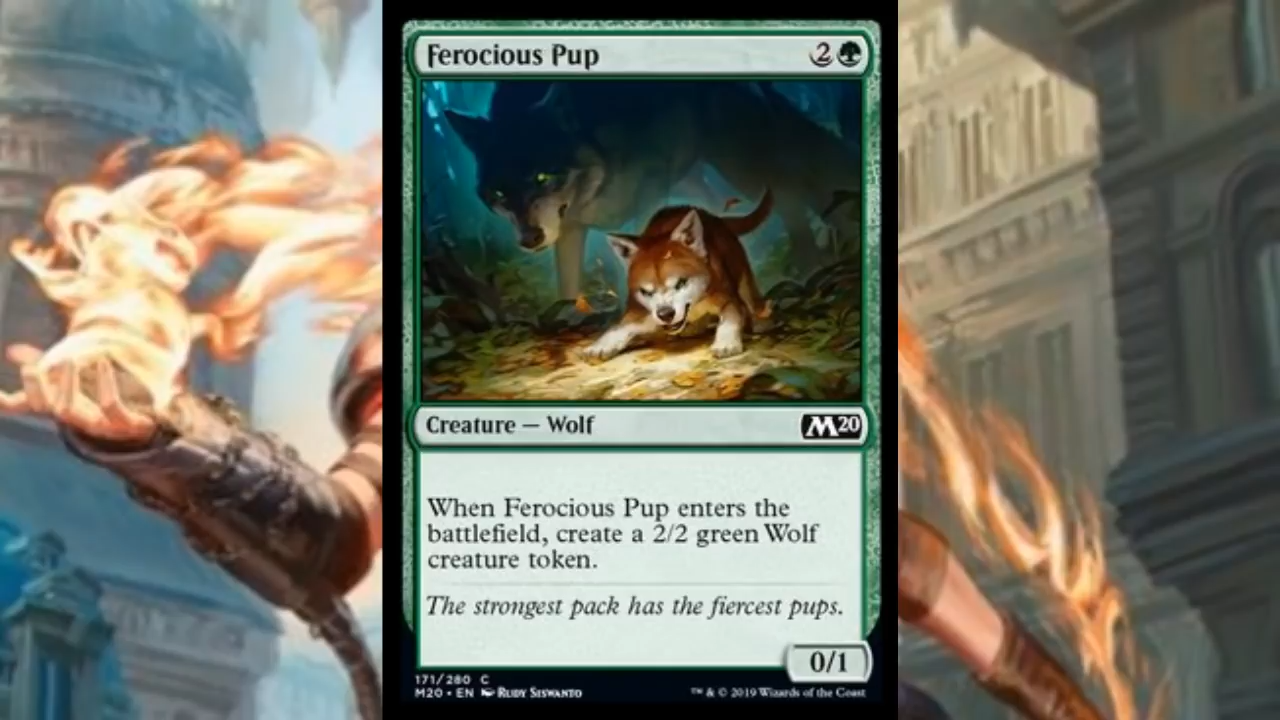 Ferocious Pup 2
Creature — Wolf M20
When Ferocious Pup enters the
battlefield, create a 2/2 green Wolf
creature token.
The strongest pack has the fiercest pups.
0/1
171/280 C
M20 • EN Rudy Siswanto ™ & © 2019 Wizards of the Coast